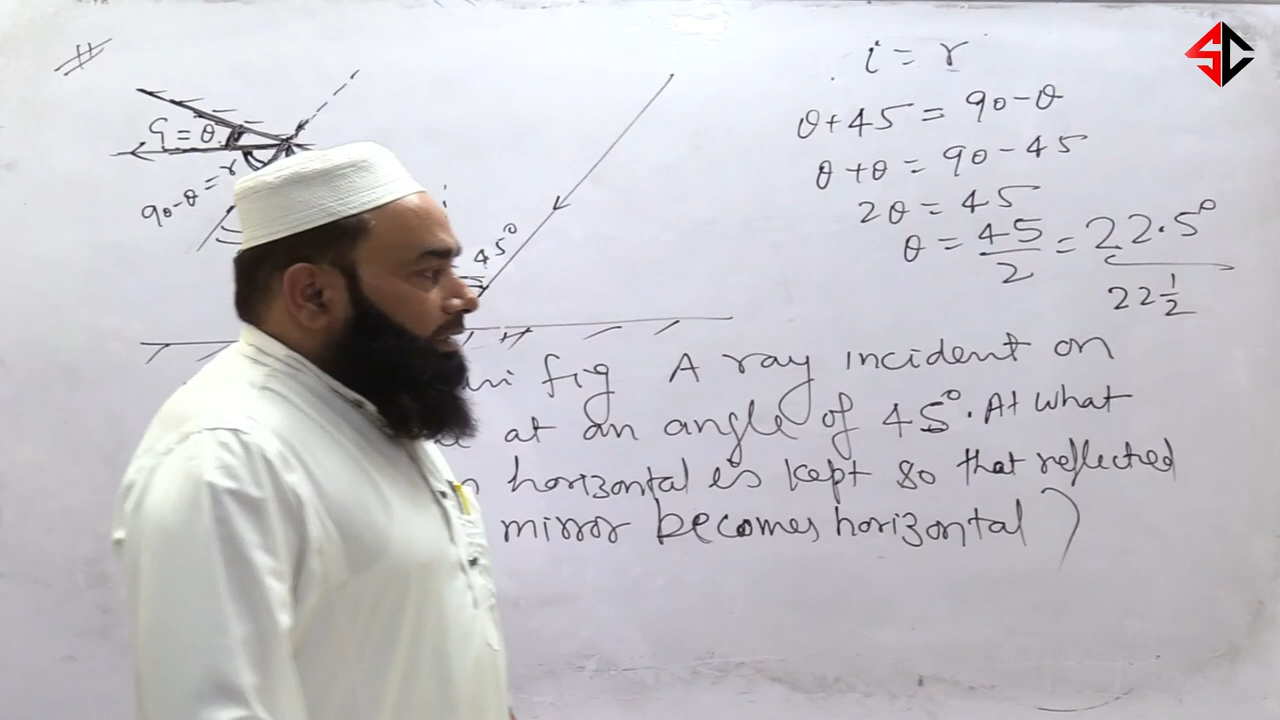 #
i = r
θ + 45 = 90 - θ
θ + θ = 90 - 45
2θ = 45
θ = 45/2 = 22.5°
22 1/2
G = θ
90 - θ = r
45°
fig A ray incident on
at an angle of 45°. At what
horizontal is kept so that reflected
mirror becomes horizontal )
SC